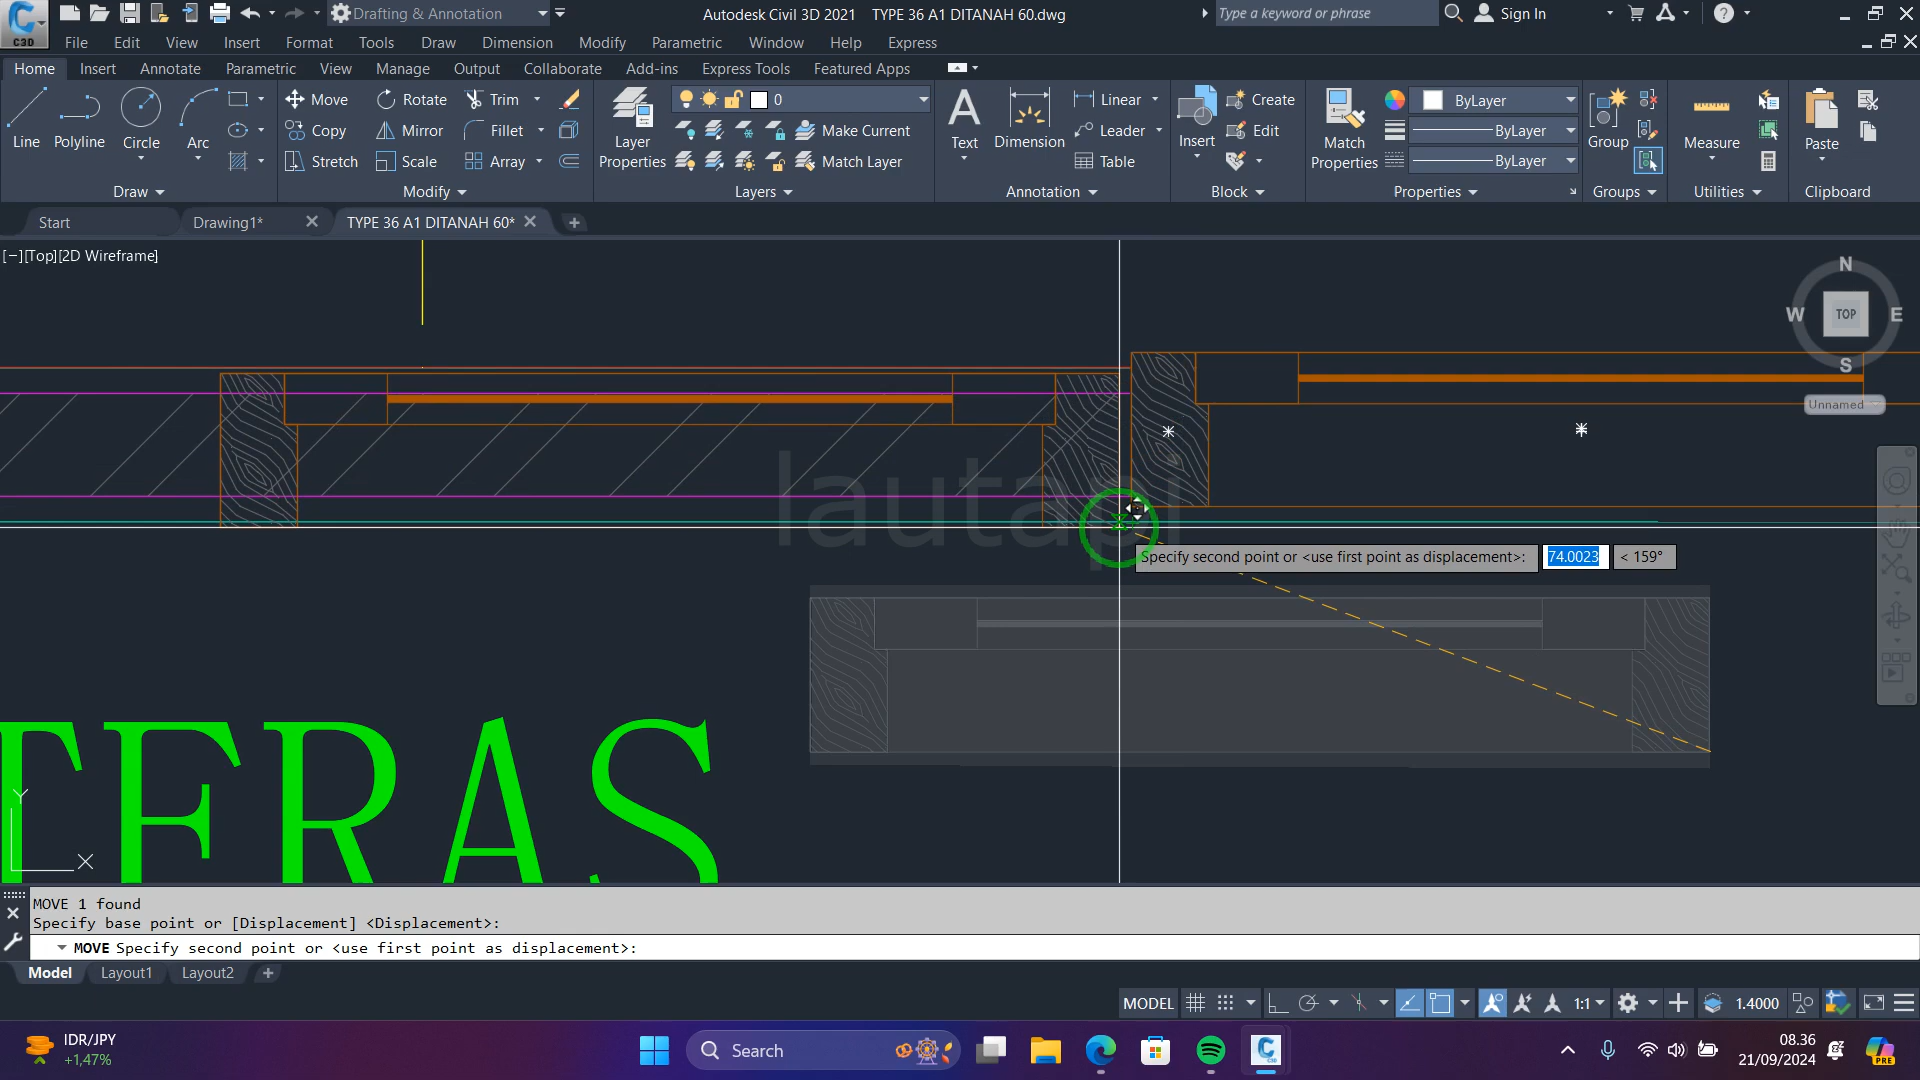 Drafting & Annotation
Autodesk Civil 3D 2021 TYPE 36 A1 DITANAH 60.dwg
Type a keyword or phrase
Sign In
C3D
File Edit View Insert Format Tools Draw Dimension Modify Parametric Window Help Express
Home Insert Annotate Parametric View Manage Output Collaborate Add-ins Express Tools Featured Apps
Line Polyline Circle Arc
Move Rotate Trim
Copy Mirror Fillet
Stretch Scale Array
Layer Properties
0
Make Current
Match Layer
Text Dimension
Linear
Leader
Table
Insert
Create
Edit
Match Properties
ByLayer
ByLayer
ByLayer
Group
Measure
Paste
Draw Modify Layers Annotation Block Properties Groups Utilities Clipboard
Start Drawing1* TYPE 36 A1 DITANAH 60*
[−][Top][2D Wireframe]
N
W TOP E
S
Unnamed
lautapi
Specify second point or <use first point as displacement>: 74.0023 < 159°
TERAS
Y
X
MOVE 1 found
Specify base point or [Displacement] <Displacement>:
MOVE Specify second point or <use first point as displacement>:
Model Layout1 Layout2
MODEL 1:1 1.4000
IDR/JPY
+1,47%
Search
08.36
21/09/2024
PRE